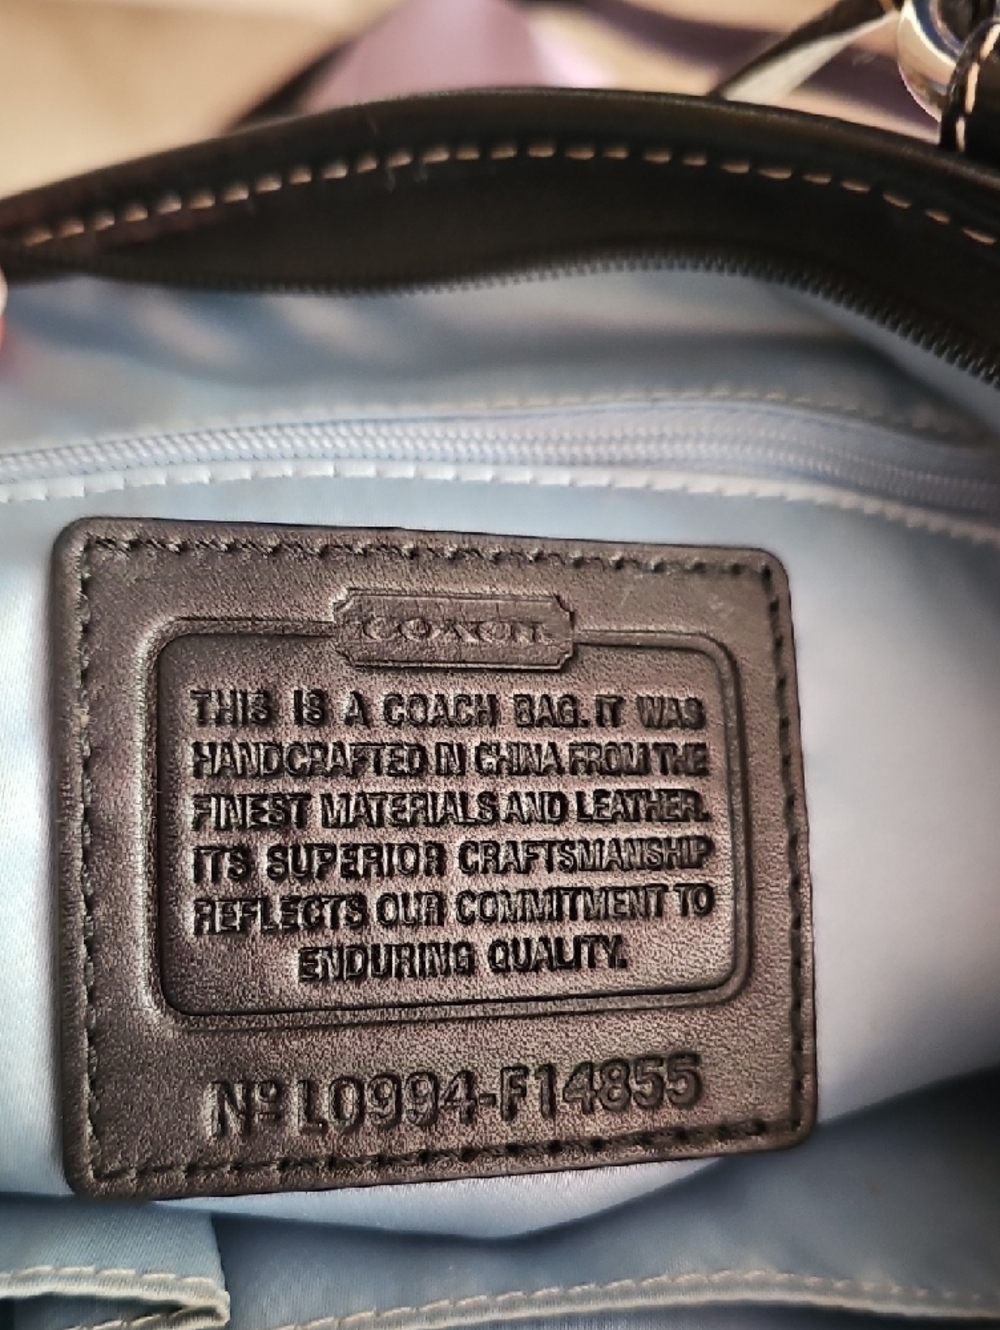 COACH
THIS IS A COACH BAG. IT WAS
HANDCRAFTED IN CHINA FROM THE
FINEST MATERIALS AND LEATHER.
ITS SUPERIOR CRAFTSMANSHIP
REFLECTS OUR COMMITMENT TO
ENDURING QUALITY.
Nº L0994-F14855